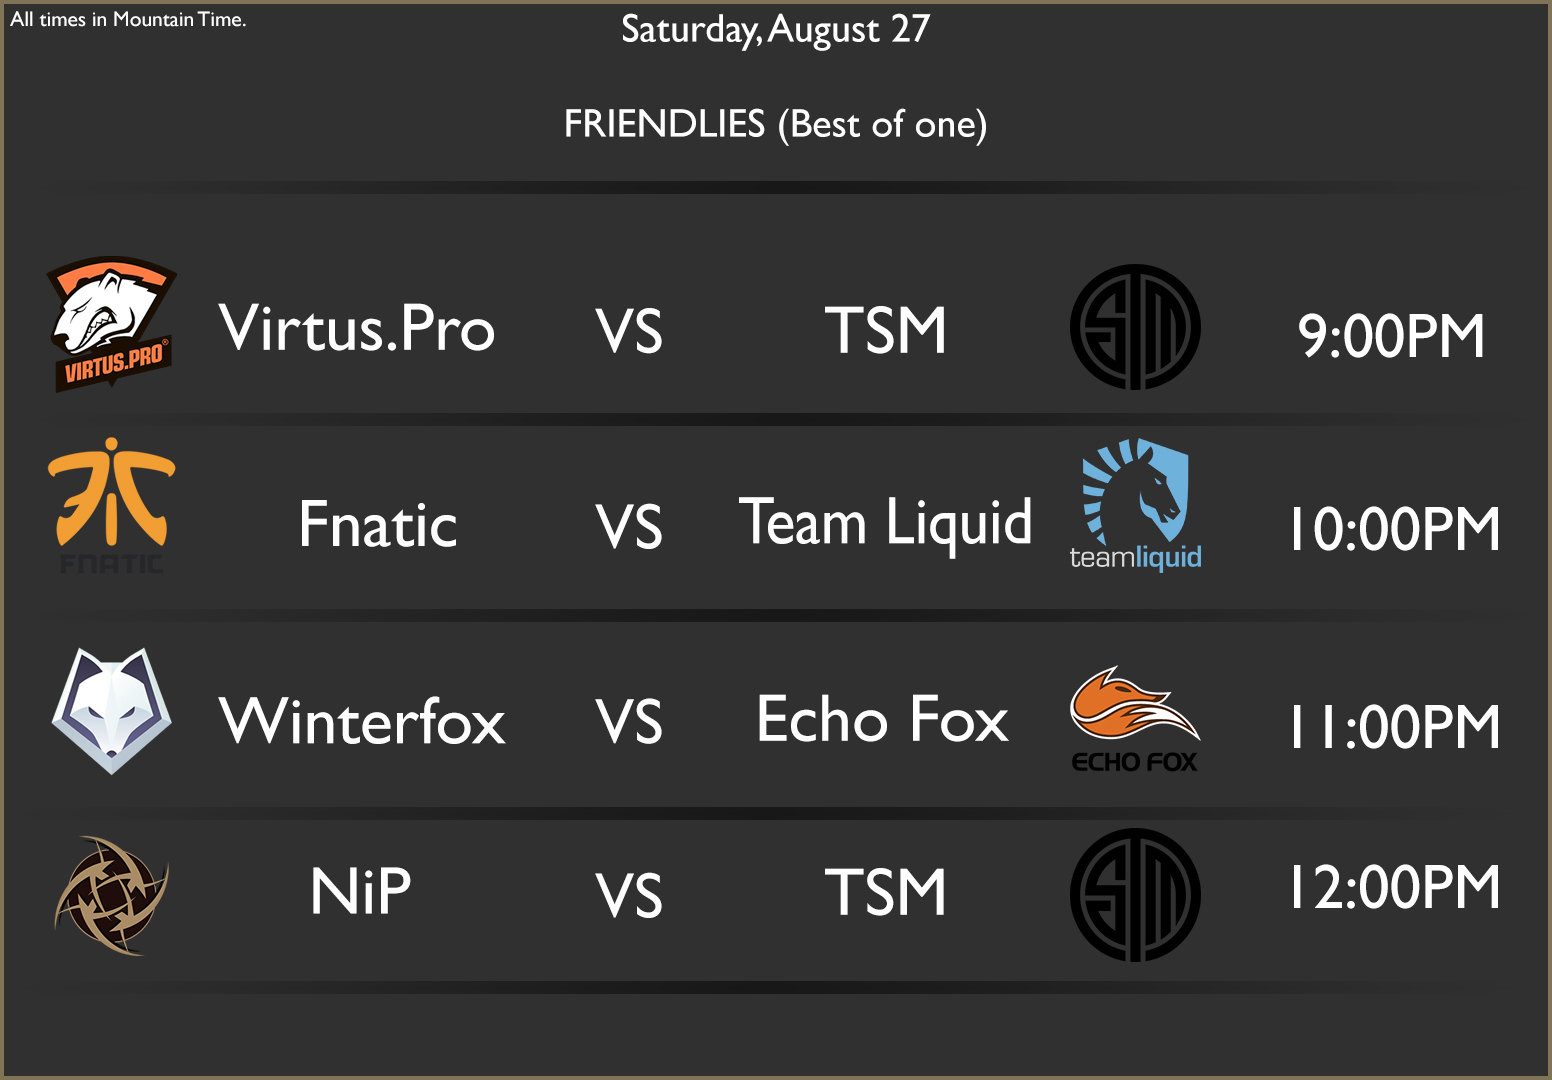 All times in Mountain Time.
Saturday, August 27
FRIENDLIES (Best of one)
VIRTUS.PRO®
Virtus.Pro VS TSM 9:00PM
FNATIC
Fnatic VS Team Liquid 10:00PM
teamliquid
Winterfox VS Echo Fox 11:00PM
ECHO FOX
NiP VS TSM 12:00PM